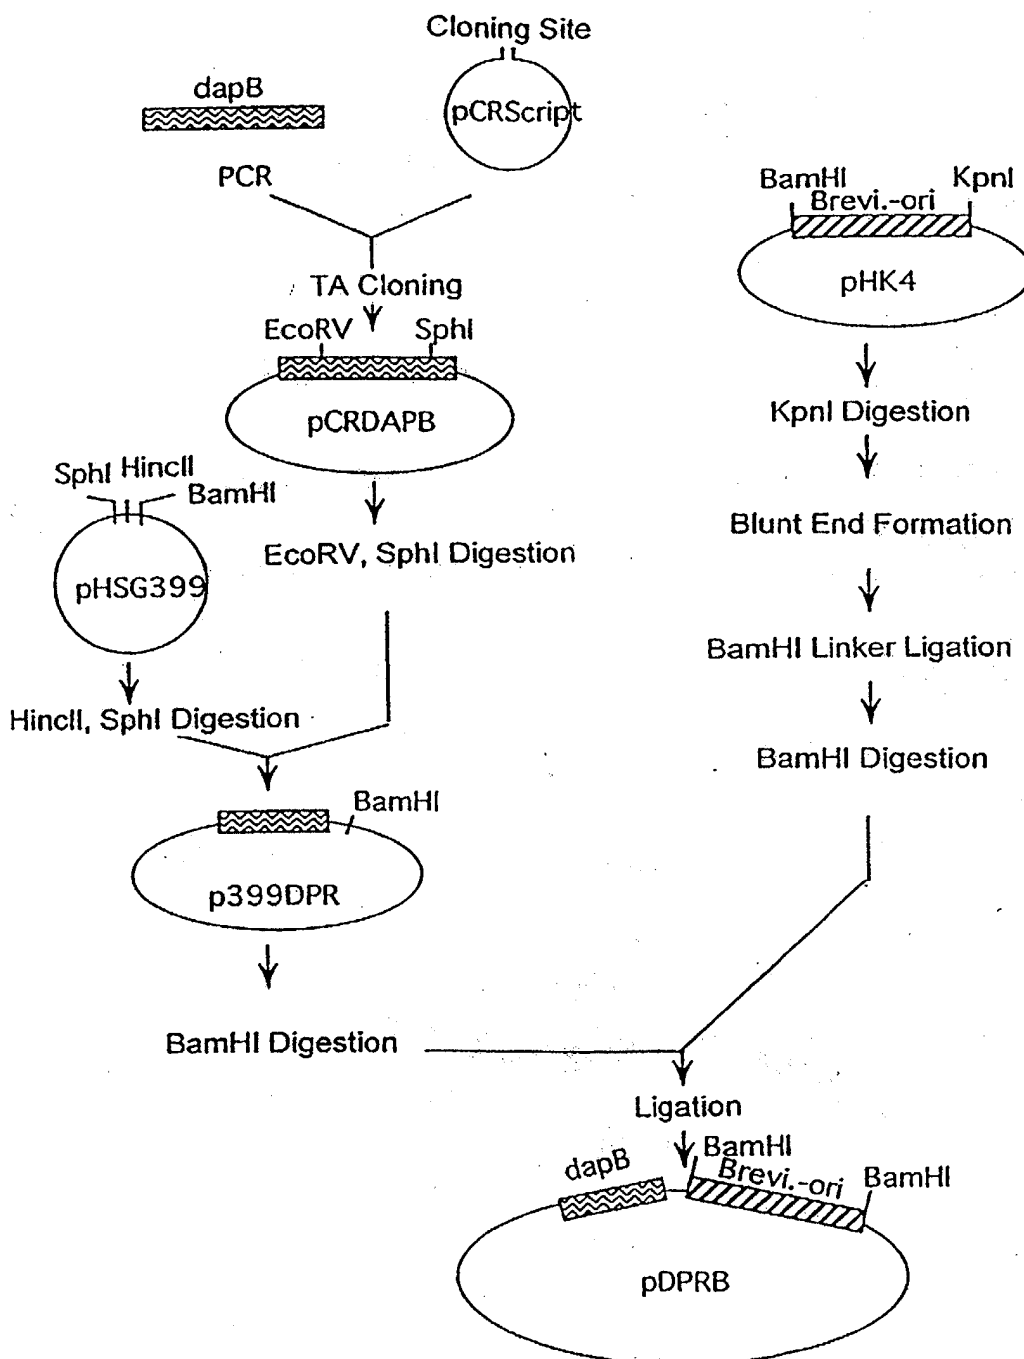 Cloning Site
dapB
pCRScript
PCR
BamHI
KpnI
Brevi.-ori
pHK4
TA Cloning
EcoRV
SphI
pCRDAPB
KpnI Digestion
SphI
HincII
BamHI
pHSG399
EcoRV, SphI Digestion
Blunt End Formation
BamHI Linker Ligation
HincII, SphI Digestion
BamHI Digestion
BamHI
p399DPR
BamHI Digestion
Ligation
dapB
BamHI
Brevi.-ori
BamHI
pDPRB